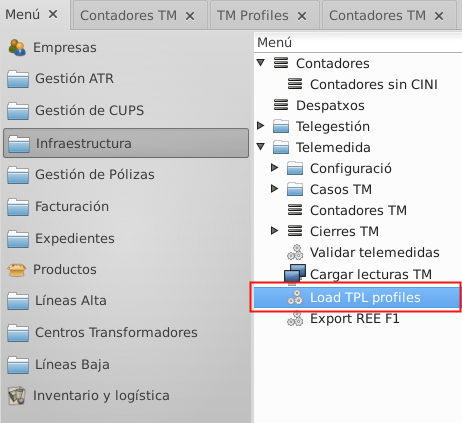 Menú
Contadores TM
TM Profiles
Contadores TM
Empresas
Gestión ATR
Gestión de CUPS
Infraestructura
Gestión de Pólizas
Facturación
Expedientes
Productos
Líneas Alta
Centros Transformadores
Líneas Baja
Inventario y logística
Menú
Contadores
Contadores sin CINI
Despatxos
Telegestión
Telemedida
Configuració
Casos TM
Contadores TM
Cierres TM
Validar telemedidas
Cargar lecturas TM
Load TPL profiles
Export REE F1